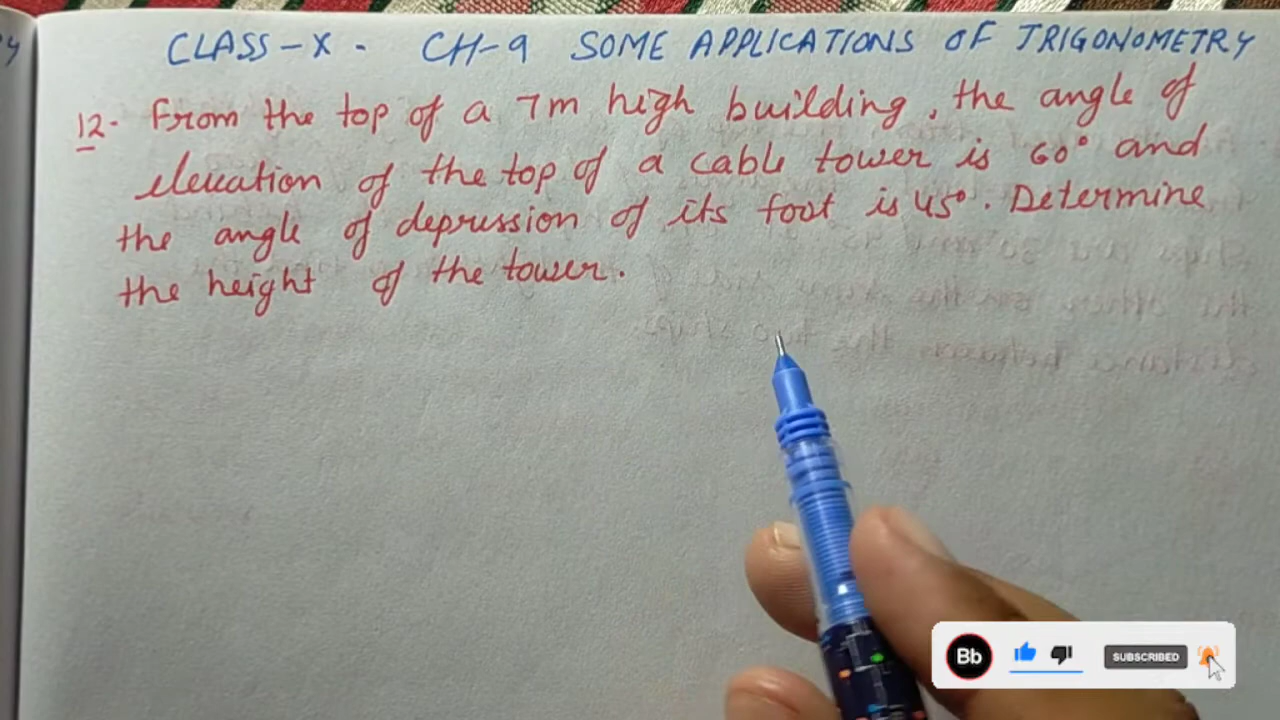 CLASS-X- CH-9 SOME APPLICATIONS OF TRIGONOMETRY
12. From the top of a 7m high building, the angle of
elevation of the top of a cable tower is 60° and
the angle of depression of its foot is 45°. Determine
the height of the tower.
Bb
SUBSCRIBED